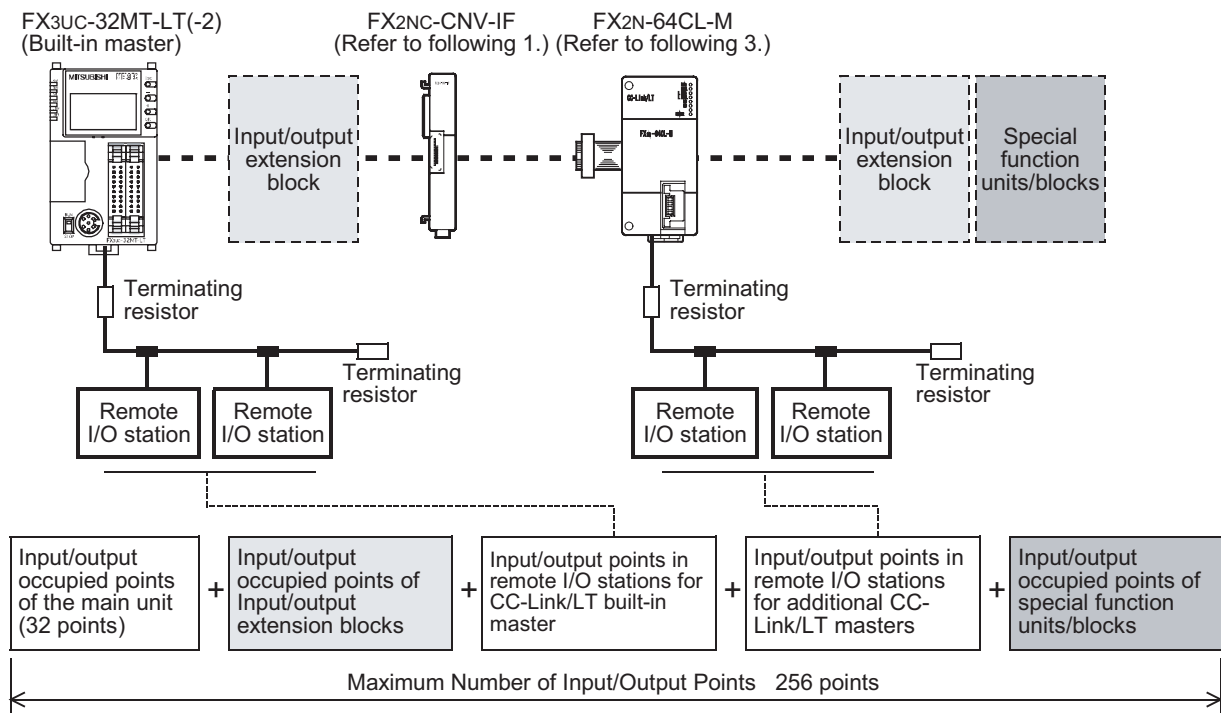 FX3UC-32MT-LT(-2)
(Built-in master)
FX2NC-CNV-IF
(Refer to following 1.)
FX2N-64CL-M
(Refer to following 3.)
MITSUBISHI
CC-Link/LT
Input/output
extension
block
Input/output
extension
block
Special
function
units/blocks
Terminating
resistor
Terminating
resistor
Remote
I/O station
Remote
I/O station
Terminating
resistor
Terminating
resistor
Remote
I/O station
Remote
I/O station
Input/output
occupied points
of the main unit
(32 points)
+
Input/output
occupied points of
Input/output
extension blocks
+
Input/output points in
remote I/O stations for
CC-Link/LT built-in
master
+
Input/output points in
remote I/O stations
for additional CC-
Link/LT masters
+
Input/output
occupied points of
special function
units/blocks
Maximum Number of Input/Output Points 256 points